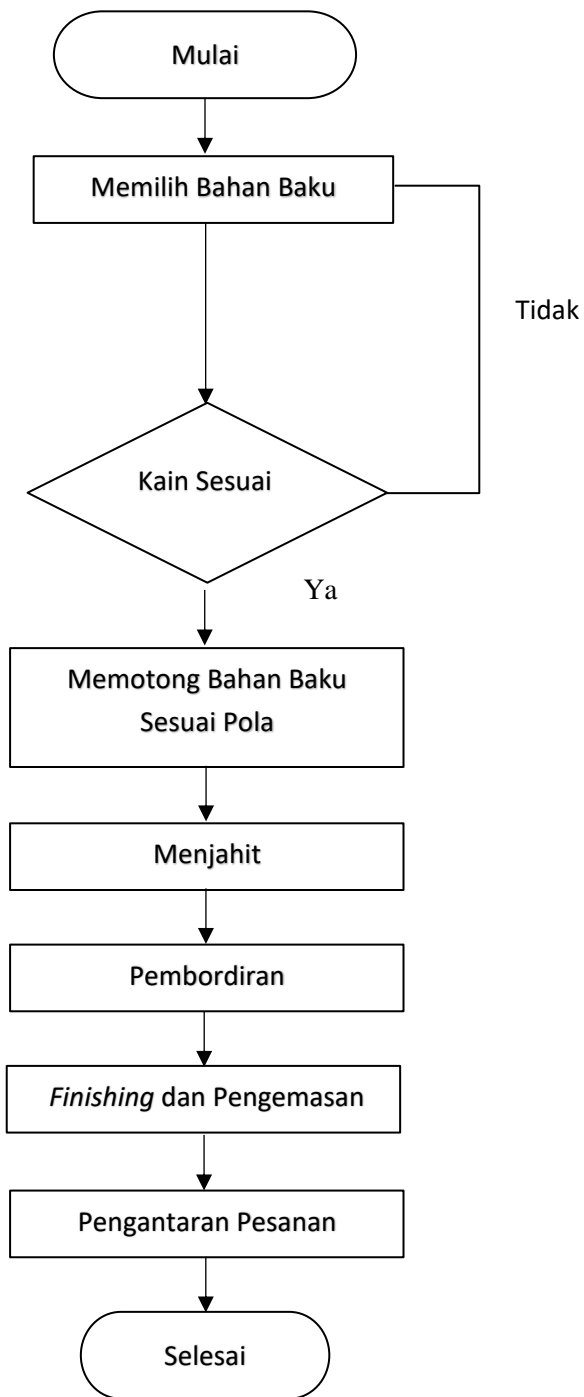 Mulai
Memilih Bahan Baku
Tidak
Kain Sesuai
Ya
Memotong Bahan Baku
Sesuai Pola
Menjahit
Pembordiran
Finishing dan Pengemasan
Pengantaran Pesanan
Selesai